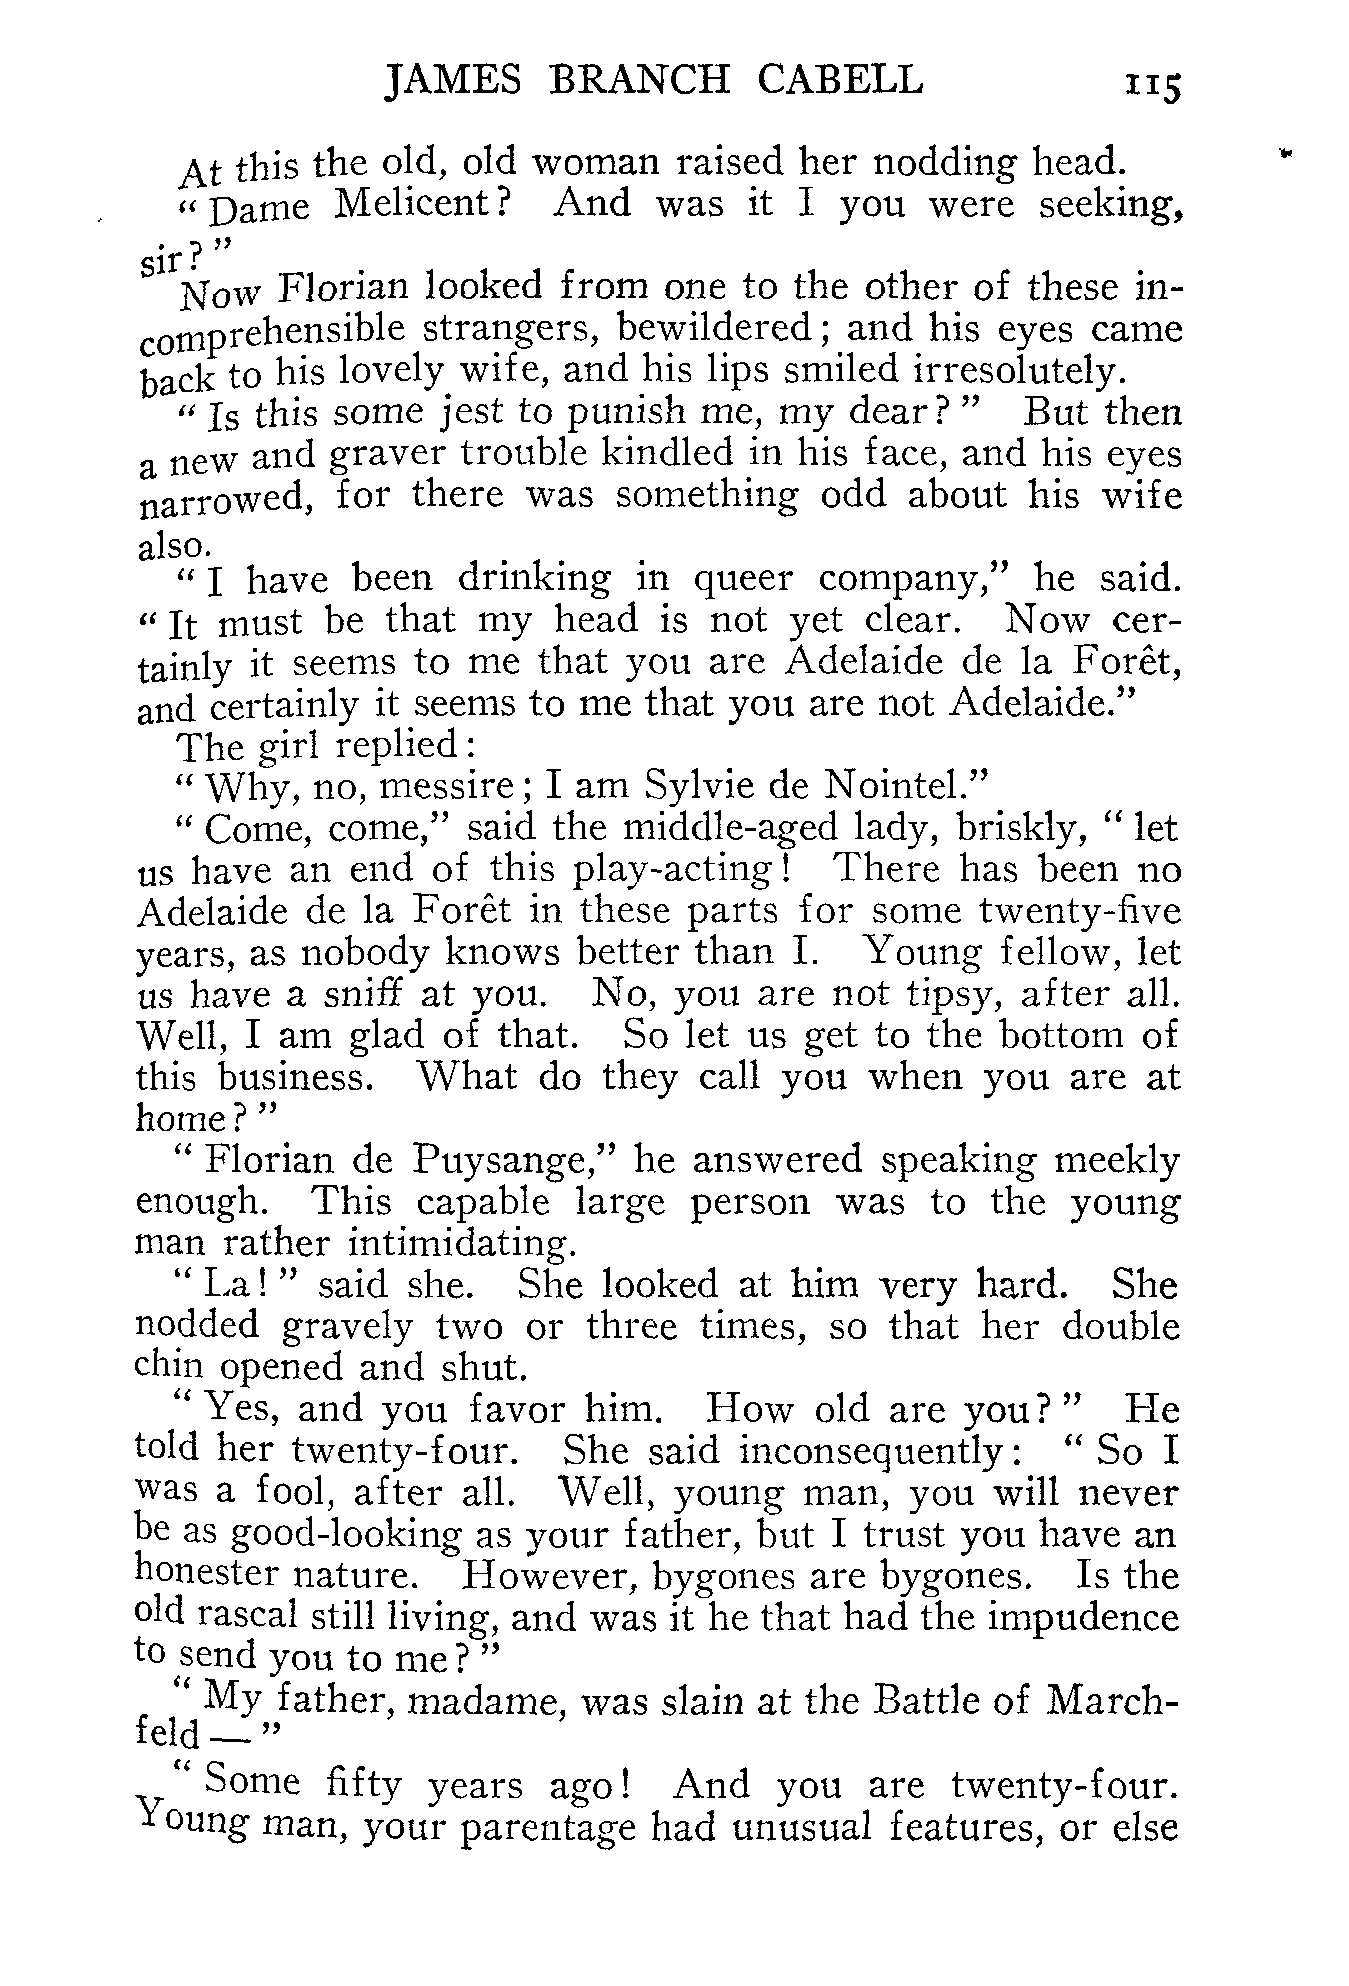 JAMES BRANCH CABELL 115
At this the old, old woman raised her nodding head.
“ Dame Melicent? And was it I you were seeking,
sir? ”
Now Florian looked from one to the other of these in-
comprehensible strangers, bewildered; and his eyes came
back to his lovely wife, and his lips smiled irresolutely.
“ Is this some jest to punish me, my dear? ” But then
a new and graver trouble kindled in his face, and his eyes
narrowed, for there was something odd about his wife
also.
“ I have been drinking in queer company,” he said.
“ It must be that my head is not yet clear. Now cer-
tainly it seems to me that you are Adelaide de la Forêt,
and certainly it seems to me that you are not Adelaide.”
The girl replied:
“ Why, no, messire; I am Sylvie de Nointel.”
“ Come, come,” said the middle-aged lady, briskly, “ let
us have an end of this play-acting! There has been no
Adelaide de la Forêt in these parts for some twenty-five
years, as nobody knows better than I. Young fellow, let
us have a sniff at you. No, you are not tipsy, after all.
Well, I am glad of that. So let us get to the bottom of
this business. What do they call you when you are at
home? ”
“ Florian de Puysange,” he answered speaking meekly
enough. This capable large person was to the young
man rather intimidating.
“ La! ” said she. She looked at him very hard. She
nodded gravely two or three times, so that her double
chin opened and shut.
“ Yes, and you favor him. How old are you? ” He
told her twenty-four. She said inconsequently: “ So I
was a fool, after all. Well, young man, you will never
be as good-looking as your father, but I trust you have an
honester nature. However, bygones are bygones. Is the
old rascal still living, and was it he that had the impudence
to send you to me? ”
“ My father, madame, was slain at the Battle of March-
feld — ”
“ Some fifty years ago! And you are twenty-four.
Young man, your parentage had unusual features, or else